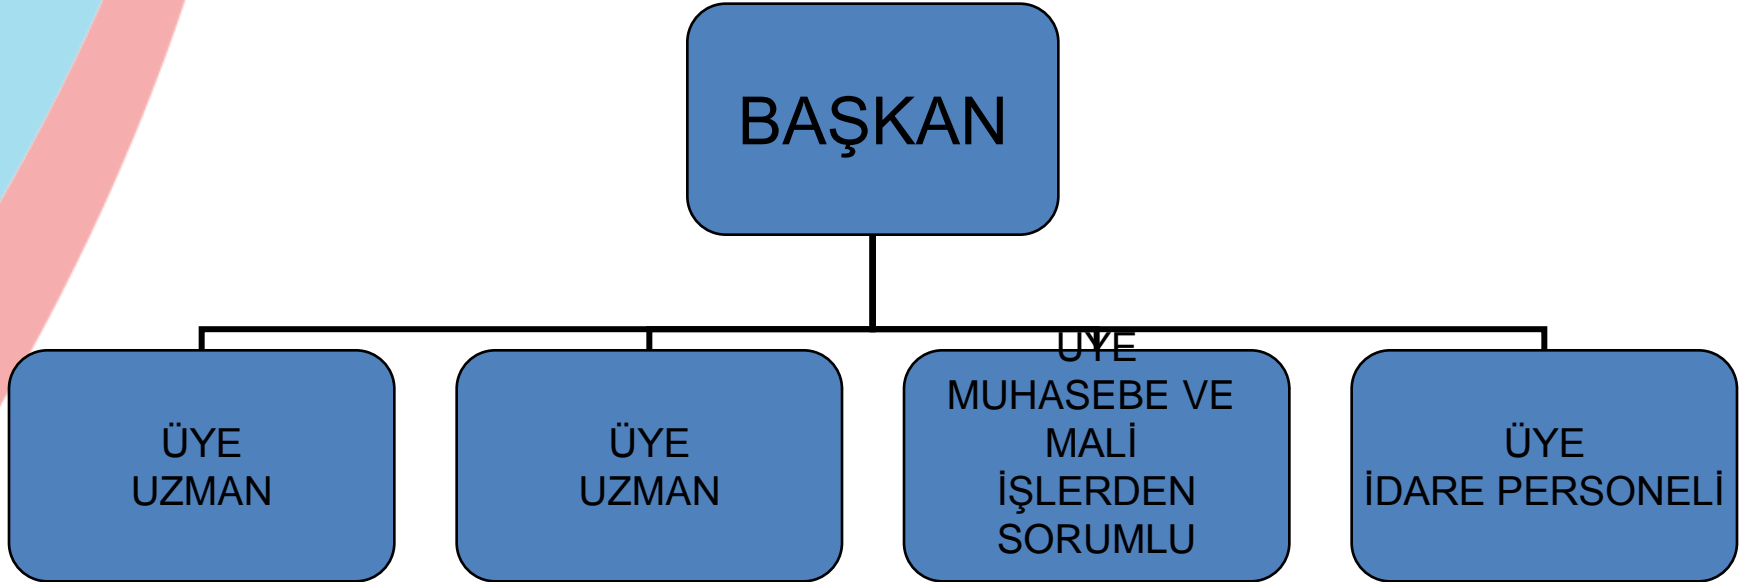 BAŞKAN
ÜYE
UZMAN
ÜYE
UZMAN
ÜYE
MUHASEBE VE
MALİ
İŞLERDEN
SORUMLU
ÜYE
İDARE PERSONELİ